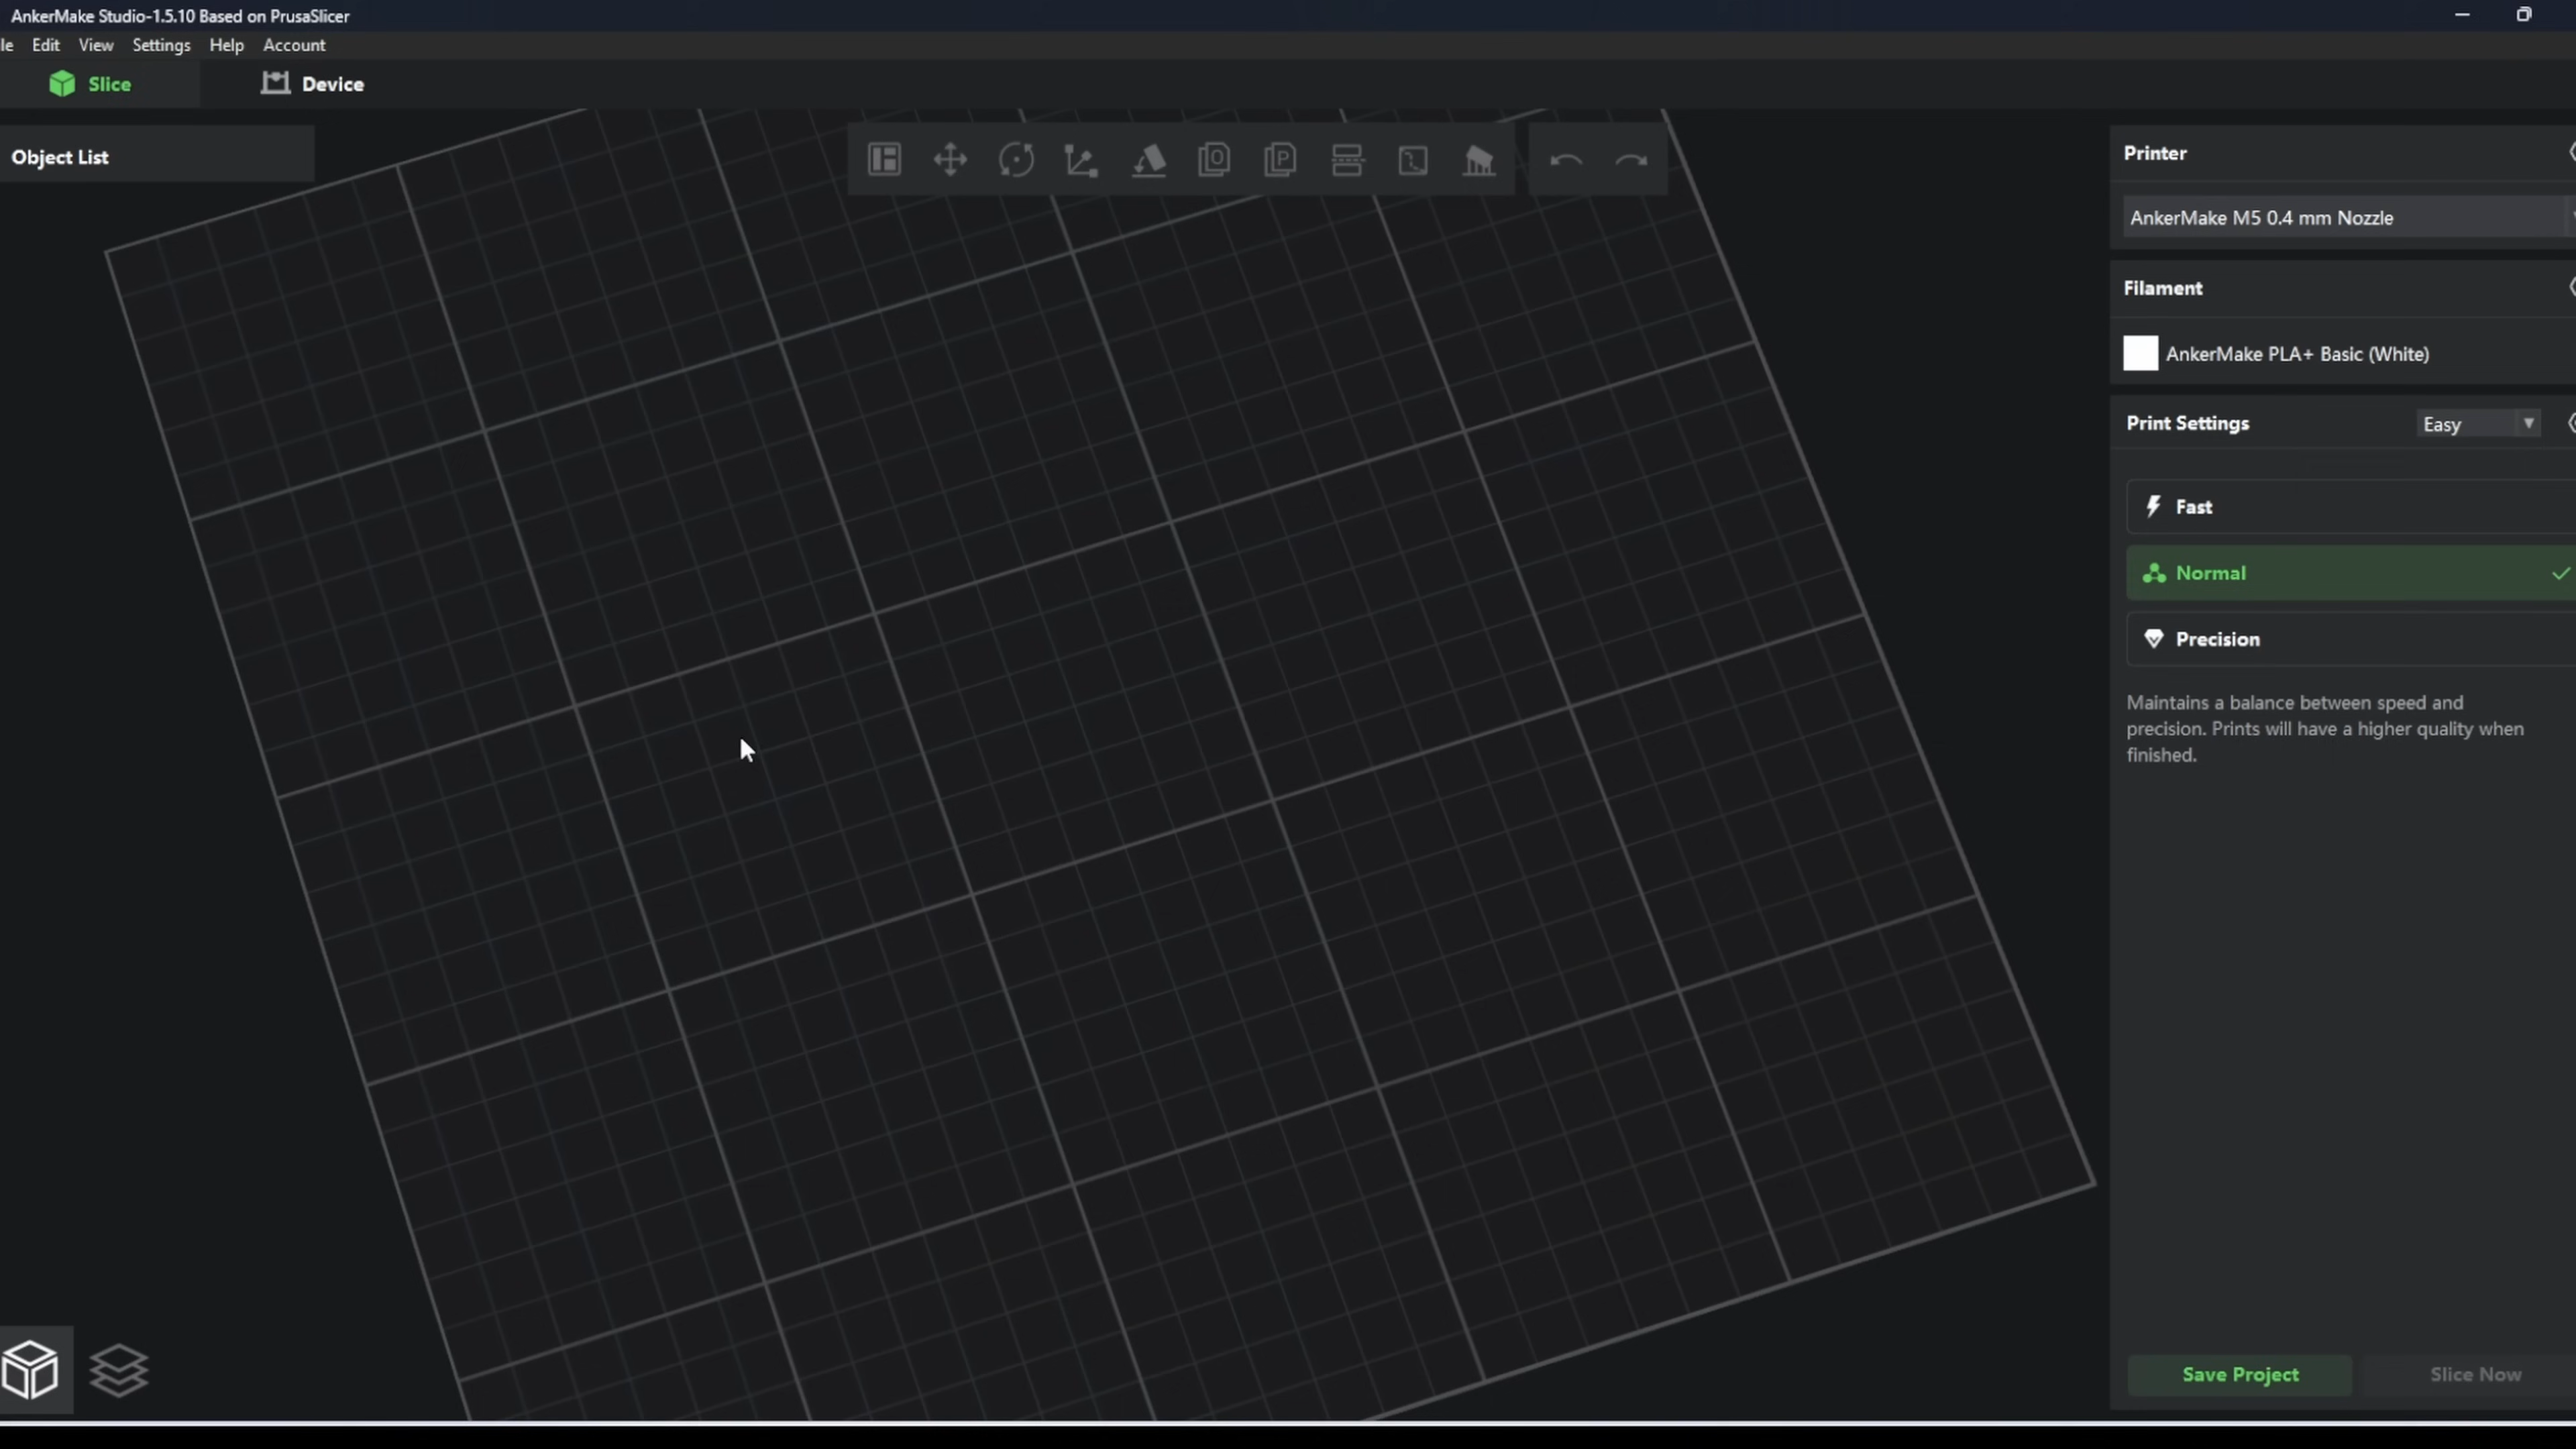 AnkerMake Studio-1.5.10 Based on PrusaSlicer
le Edit View Settings Help Account
Slice Device
Object List
Printer
AnkerMake M5 0.4 mm Nozzle
Filament
AnkerMake PLA+ Basic (White)
Print Settings Easy
Fast
Normal
Precision
Maintains a balance between speed and
precision. Prints will have a higher quality when
finished.
Save Project Slice Now